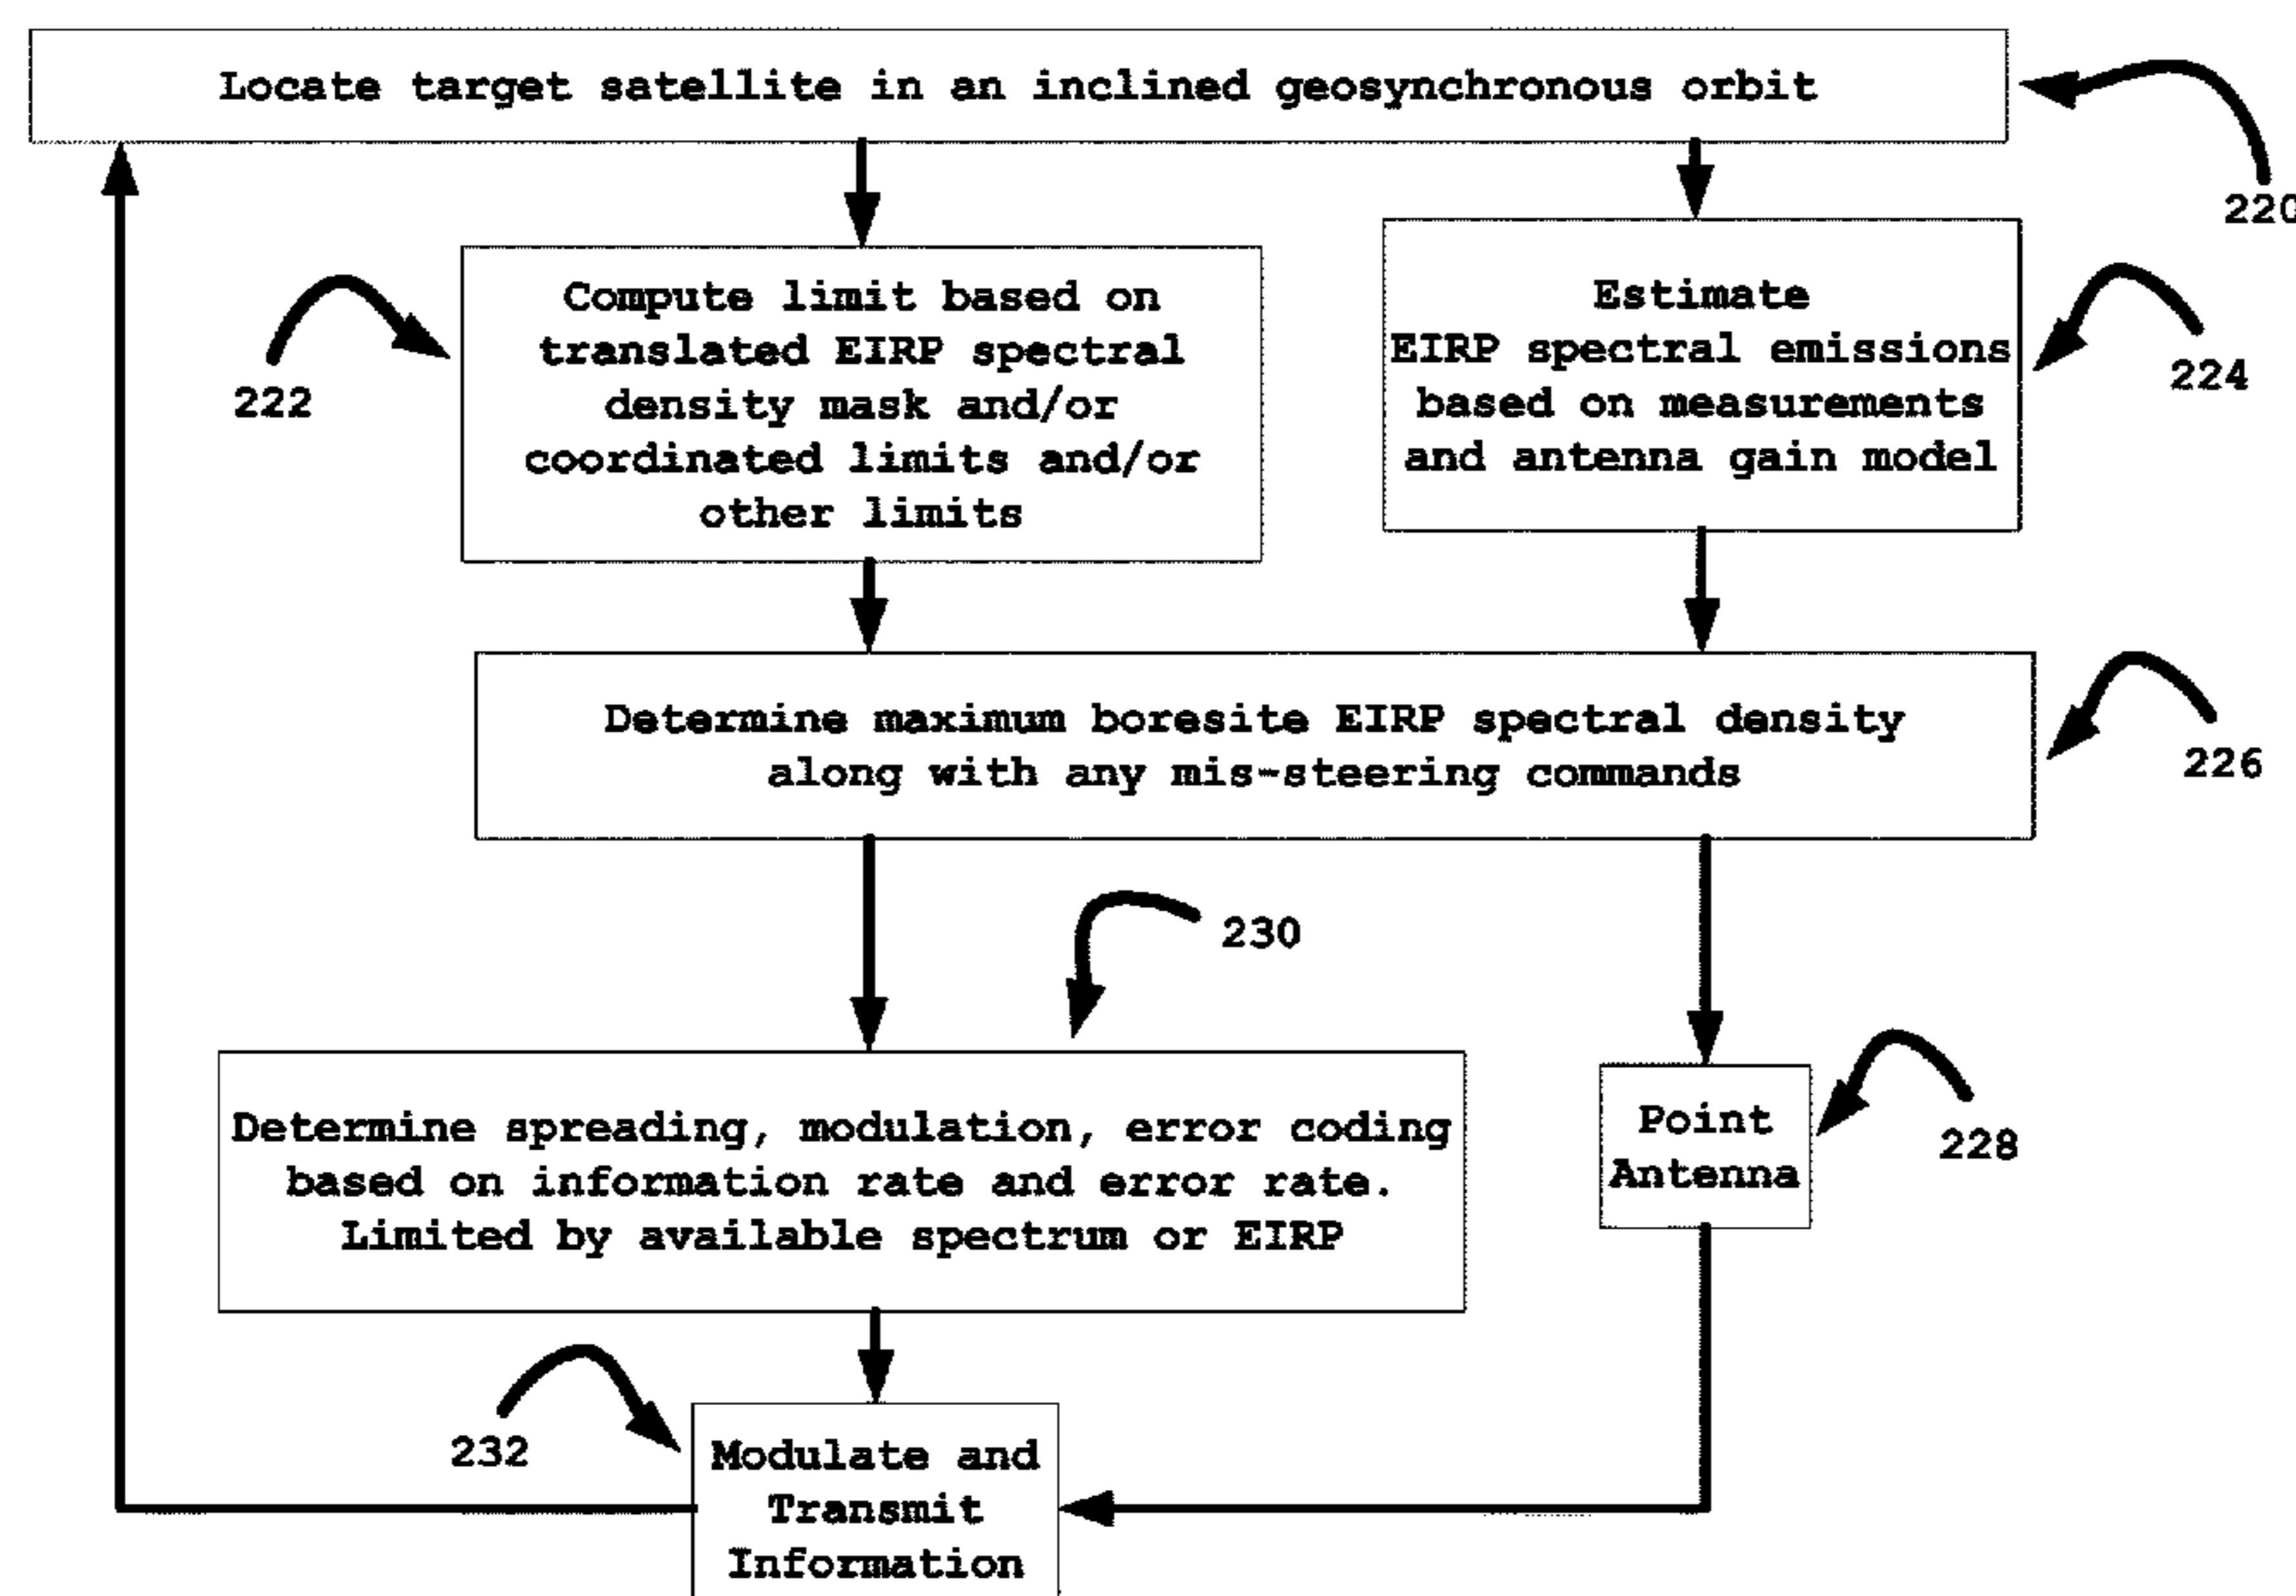 Locate target satellite in an inclined geosynchronous orbit
220
Compute limit based on
translated EIRP spectral
density mask and/or
coordinated limits and/or
other limits
222
Estimate
EIRP spectral emissions
based on measurements
and antenna gain model
224
Determine maximum boresite EIRP spectral density
along with any mis-steering commands
226
230
Determine spreading, modulation, error coding
based on information rate and error rate.
Limited by available spectrum or EIRP
Point
Antenna
228
232
Modulate and
Transmit
Information